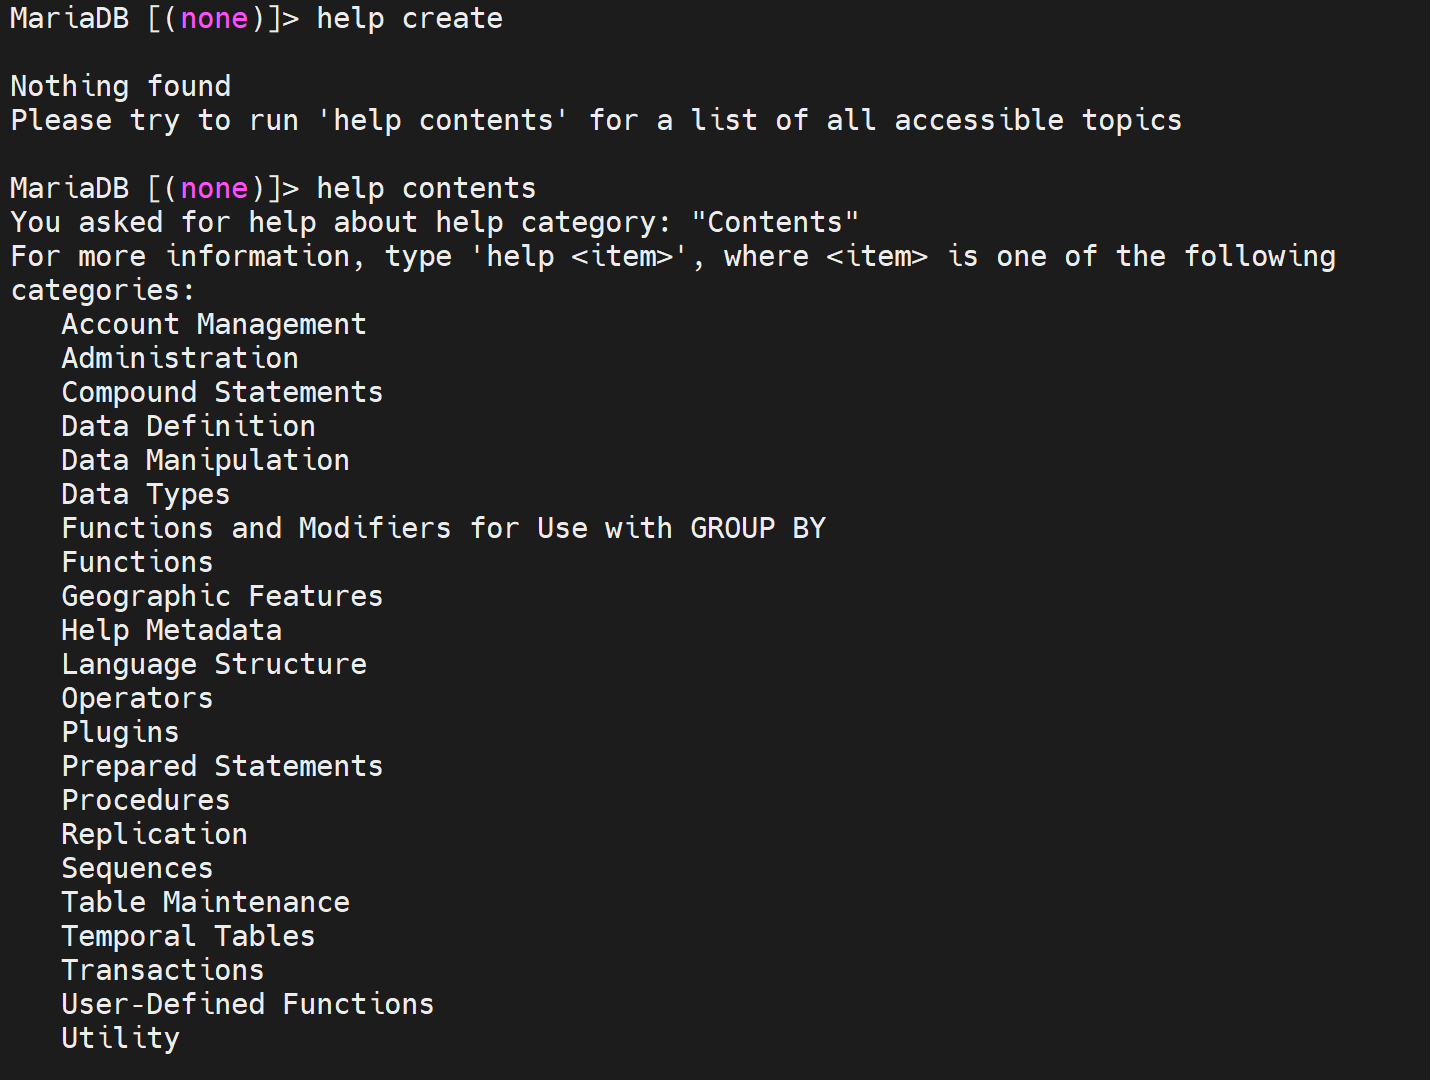 MariaDB [(none)]> help create

Nothing found
Please try to run 'help contents' for a list of all accessible topics

MariaDB [(none)]> help contents
You asked for help about help category: "Contents"
For more information, type 'help <item>', where <item> is one of the following
categories:
   Account Management
   Administration
   Compound Statements
   Data Definition
   Data Manipulation
   Data Types
   Functions and Modifiers for Use with GROUP BY
   Functions
   Geographic Features
   Help Metadata
   Language Structure
   Operators
   Plugins
   Prepared Statements
   Procedures
   Replication
   Sequences
   Table Maintenance
   Temporal Tables
   Transactions
   User-Defined Functions
   Utility